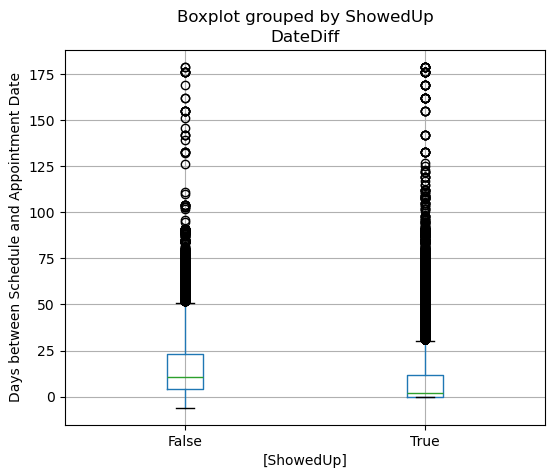 Boxplot grouped by ShowedUp
DateDiff
Days between Schedule and Appointment Date
175
150
125
100
75
50
25
0
False
True
[ShowedUp]